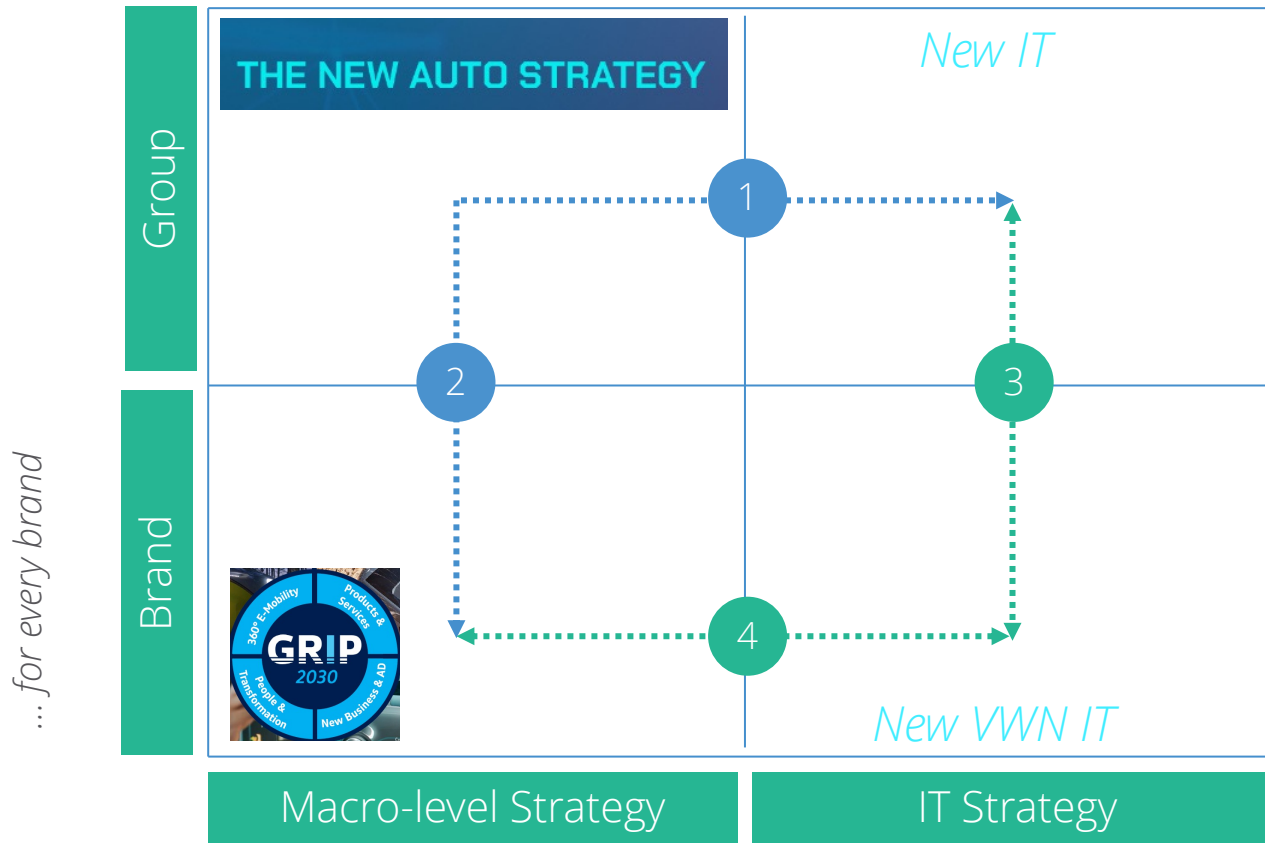 THE NEW AUTO STRATEGY
New IT
Group
1
2
3
... for every brand
Brand
360° E-Mobility
Products &
Services
GRIP
2030
People &
Transformation
New Business & AD
4
New VWN IT
Macro-level Strategy
IT Strategy